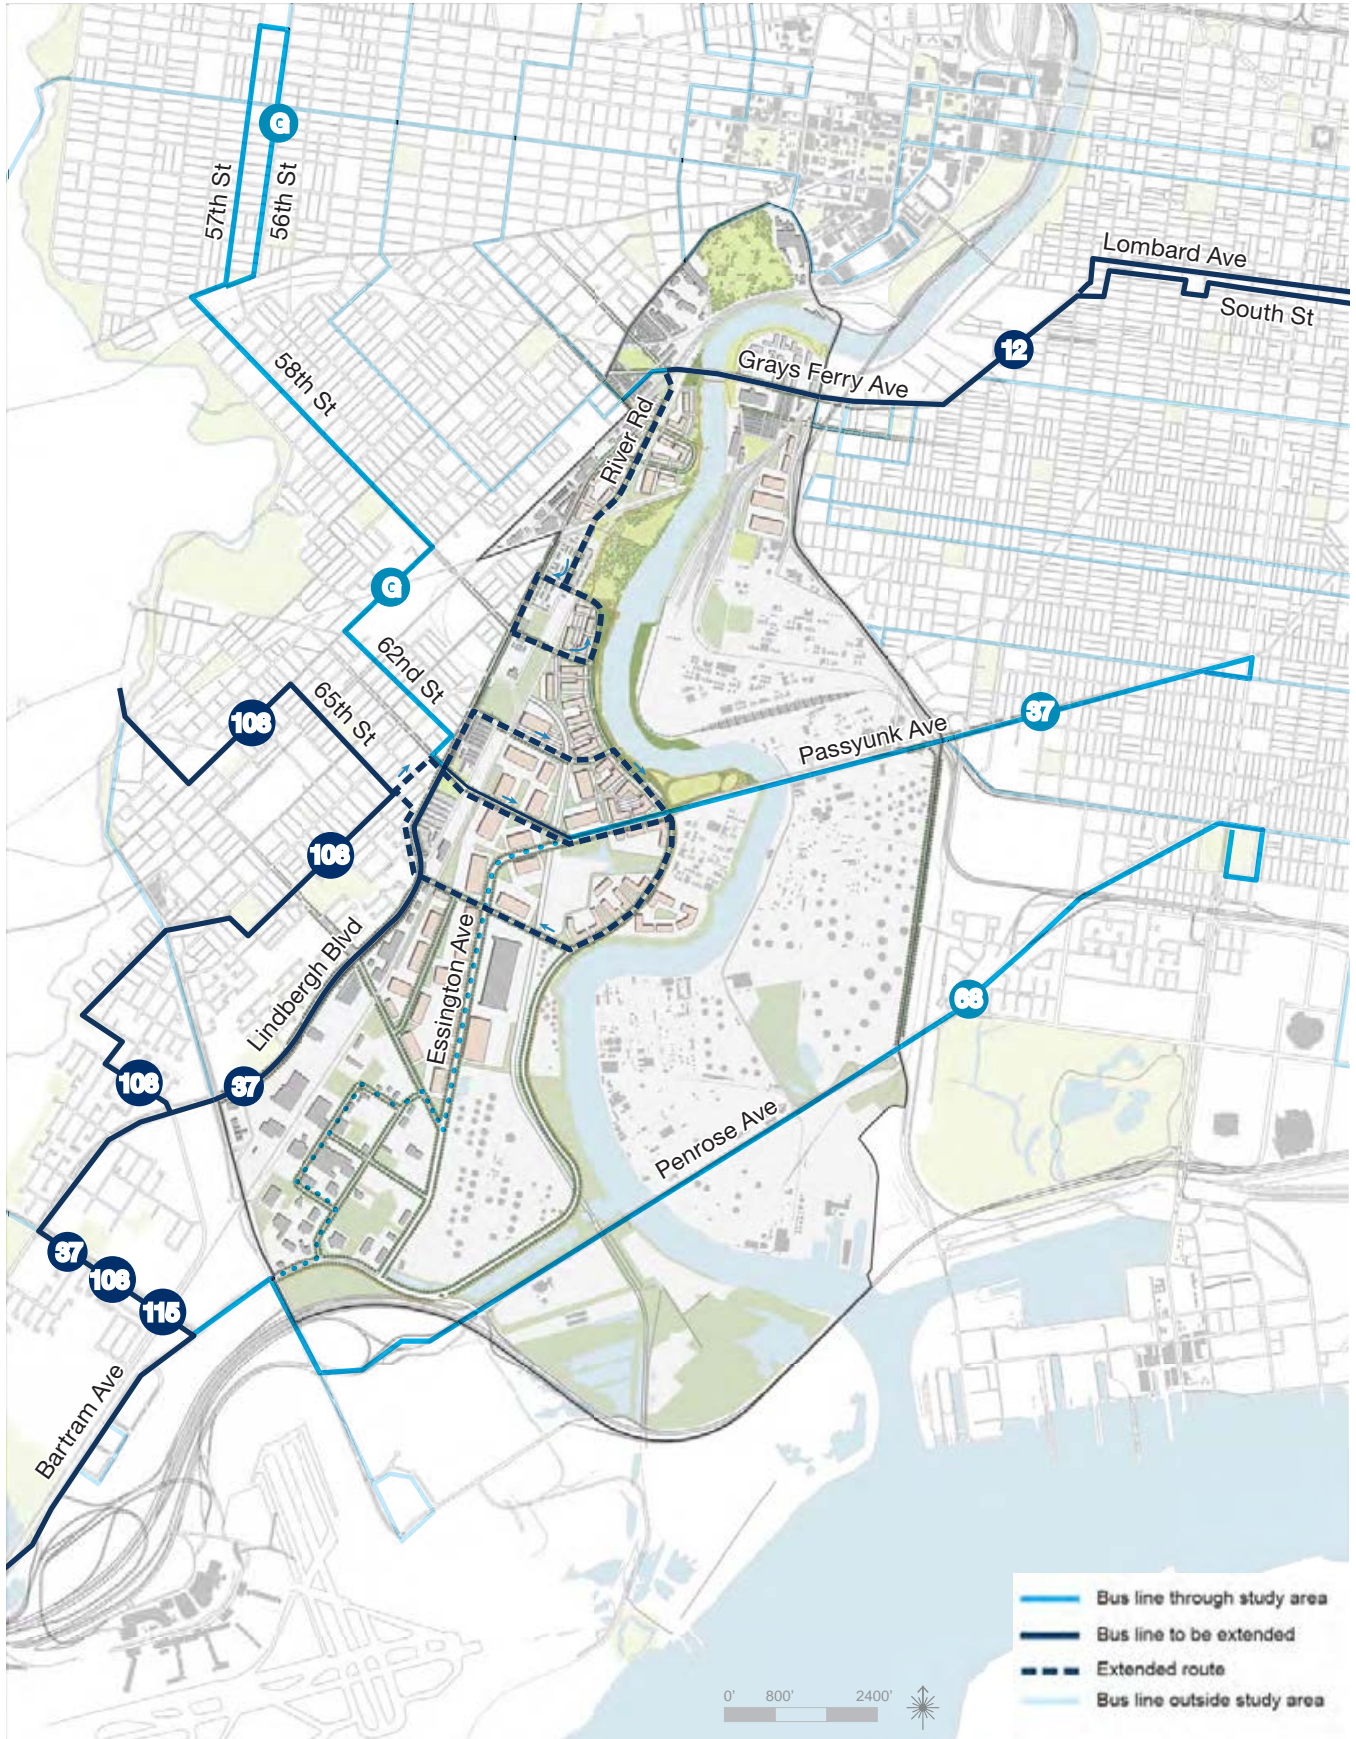 G
57th St
56th St
Lombard Ave
South St
12
Grays Ferry Ave
58th St
River Rd
G
62nd St
65th St
108
37
Passyunk Ave
108
68
Lindbergh Blvd
Essington Ave
108
37
Penrose Ave
37
108
115
Bartram Ave
Bus line through study area
Bus line to be extended
Extended route
Bus line outside study area
0' 800' 2400'